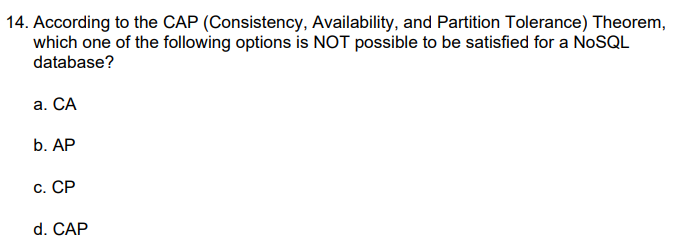 14. According to the CAP (Consistency, Availability, and Partition Tolerance) Theorem,
which one of the following options is NOT possible to be satisfied for a NoSQL
database?
a. CA
b. AP
c. CP
d. CAP